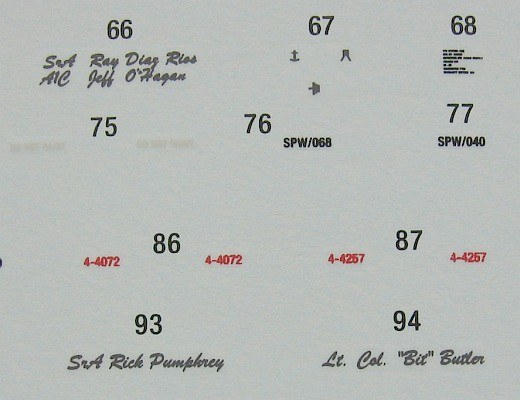 66
67
68
SrA Ray Diaz Rios
A1C Jeff O'Hagan
75
76
77
SPW/068
SPW/040
86
87
4-4072
4-4072
4-4257
4-4257
93
94
SrA Rick Pumphrey
Lt. Col. "Bit" Butler